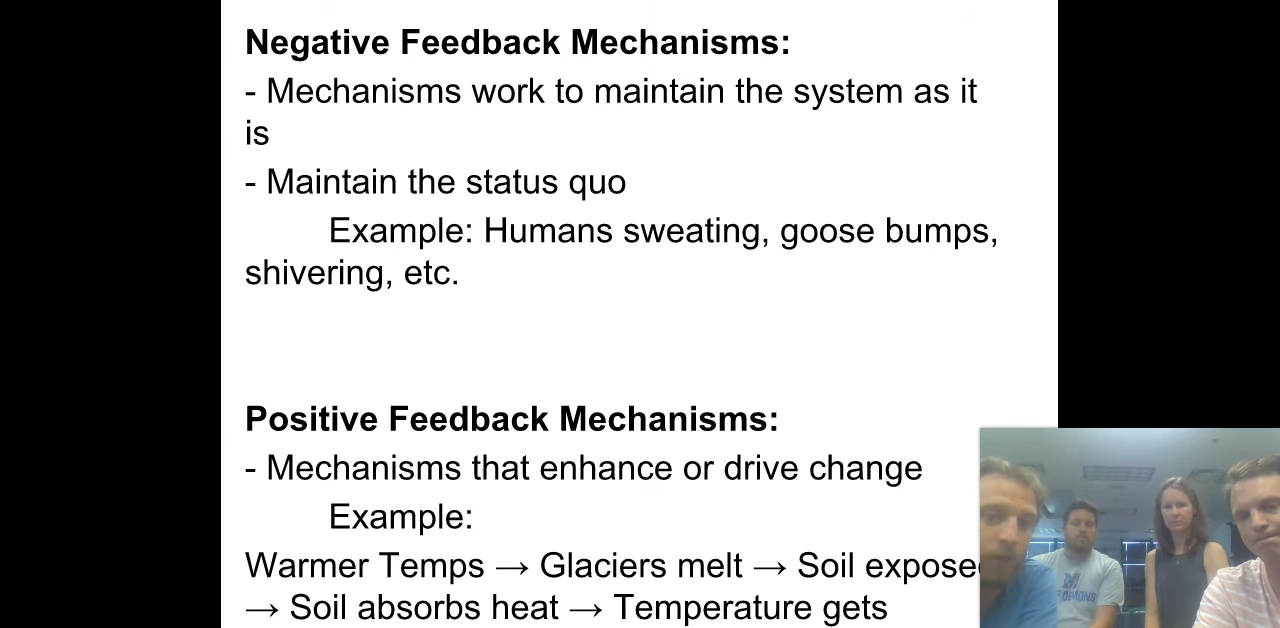 Negative Feedback Mechanisms:
- Mechanisms work to maintain the system as it
is
- Maintain the status quo
Example: Humans sweating, goose bumps,
shivering, etc.
Positive Feedback Mechanisms:
- Mechanisms that enhance or drive change
Example:
Warmer Temps → Glaciers melt → Soil expose
→ Soil absorbs heat → Temperature gets
DEMONS